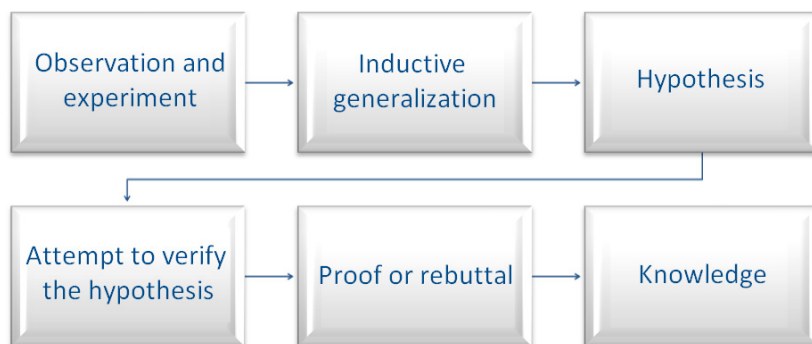 Observation and
experiment
Inductive
generalization
Hypothesis
Attempt to verify
the hypothesis
Proof or rebuttal
Knowledge